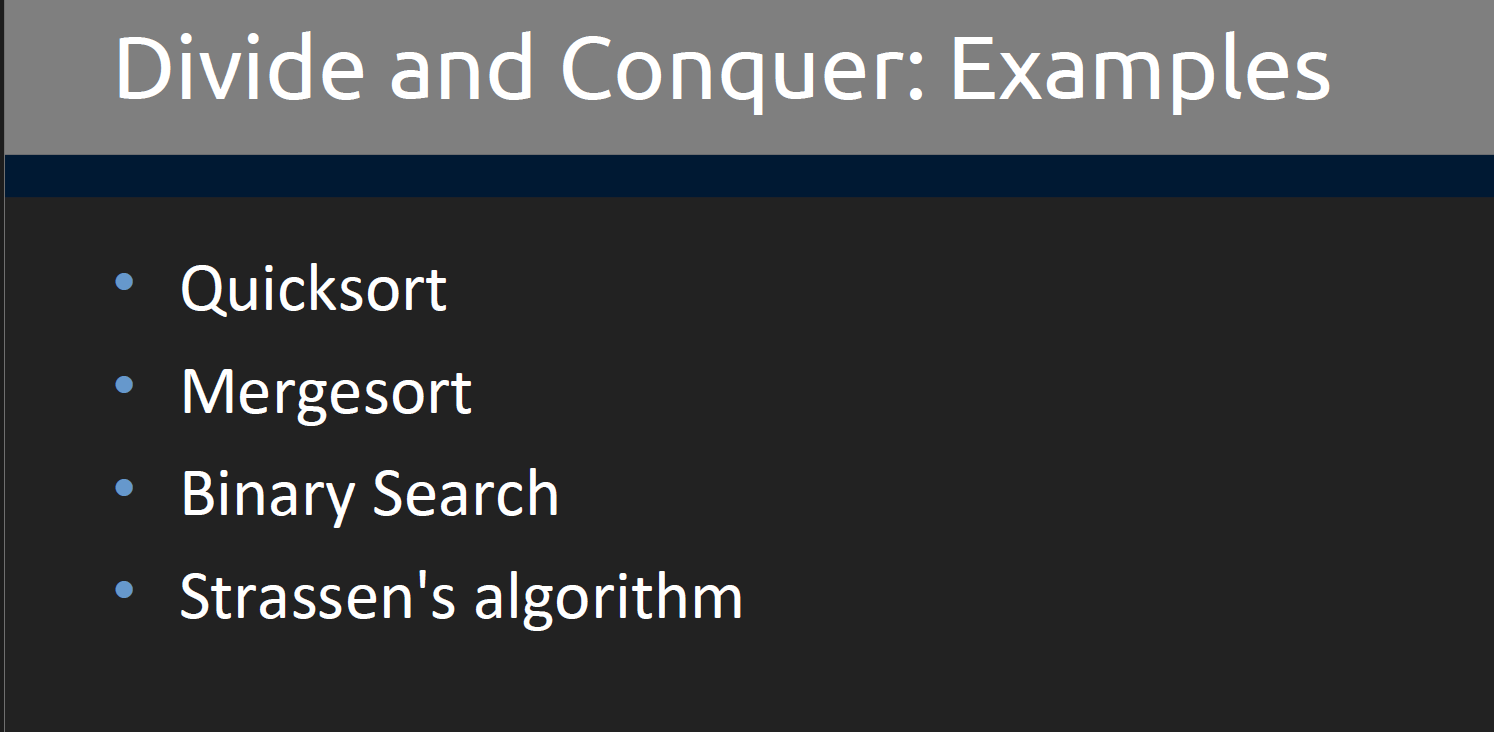 Divide and Conquer: Examples
• Quicksort
• Mergesort
• Binary Search
• Strassen's algorithm